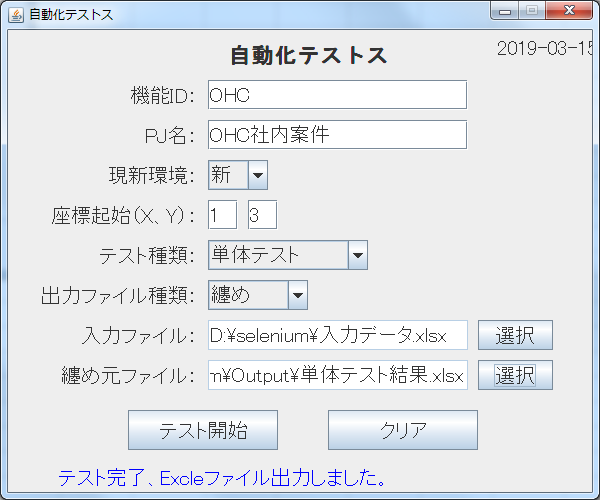 自動化テストス
自動化テストス
2019-03-15
機能ID: OHC
PJ名: OHC社内案件
現新環境: 新
座標起始(X、Y): 1 3
テスト種類: 単体テスト
出力ファイル種類: 纏め
入力ファイル: D:¥selenium¥入力データ.xlsx 選択
纏め元ファイル: m¥Output¥単体テスト結果.xlsx 選択
テスト開始 クリア
テスト完了、Excleファイル出力しました。